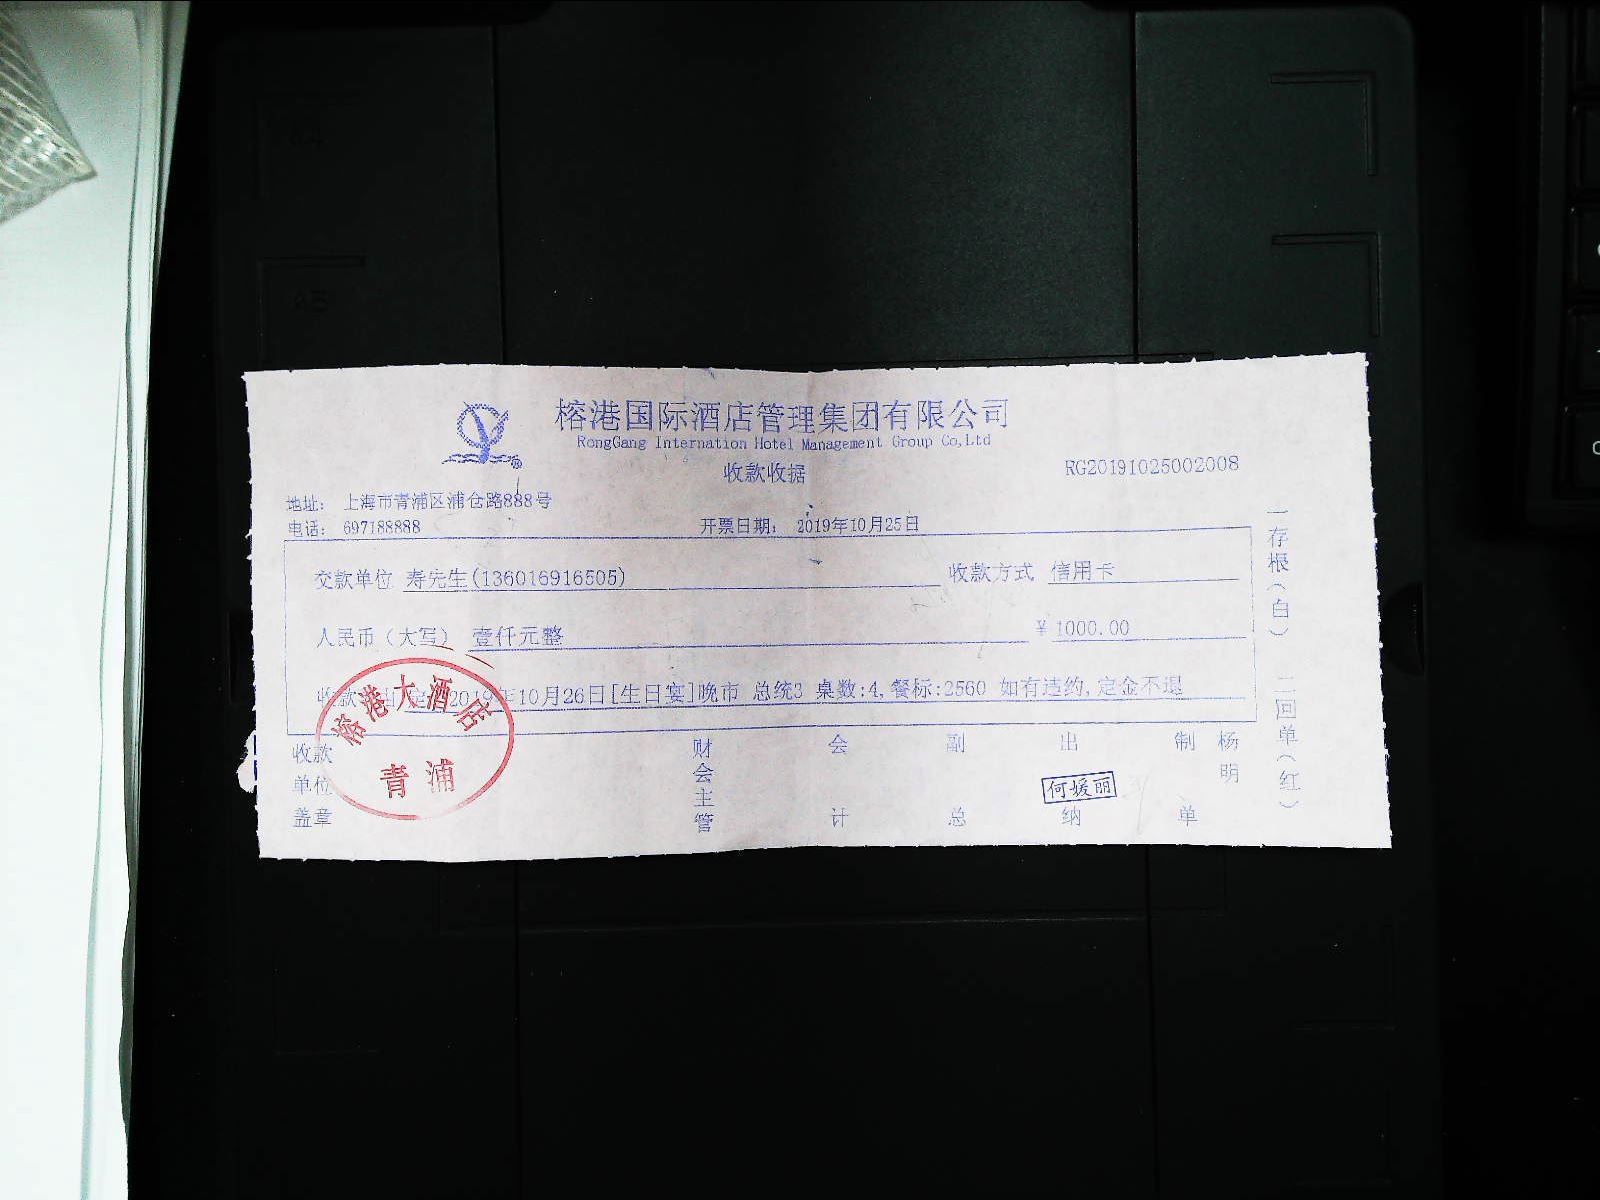 榕港国际酒店管理集团有限公司
RongGang Internation Hotel Management Group Co,Ltd
收款收据
RG20191025002008
地址： 上海市青浦区浦仓路888号
电话： 697188888
开票日期： 2019年10月25日
交款单位 寿先生(136016916505) 收款方式 信用卡
人民币（大写） 壹仟元整 ￥1000.00
收款 2019年10月26日[生日宴]晚市 总统3 桌数:4,餐标:2560 如有违约,定金不退
榕港大酒店
青浦
收款单位盖章
财会主管
会计
副总
出纳
何媛丽
制单
杨明
一存根（白）
二回单（红）
A3